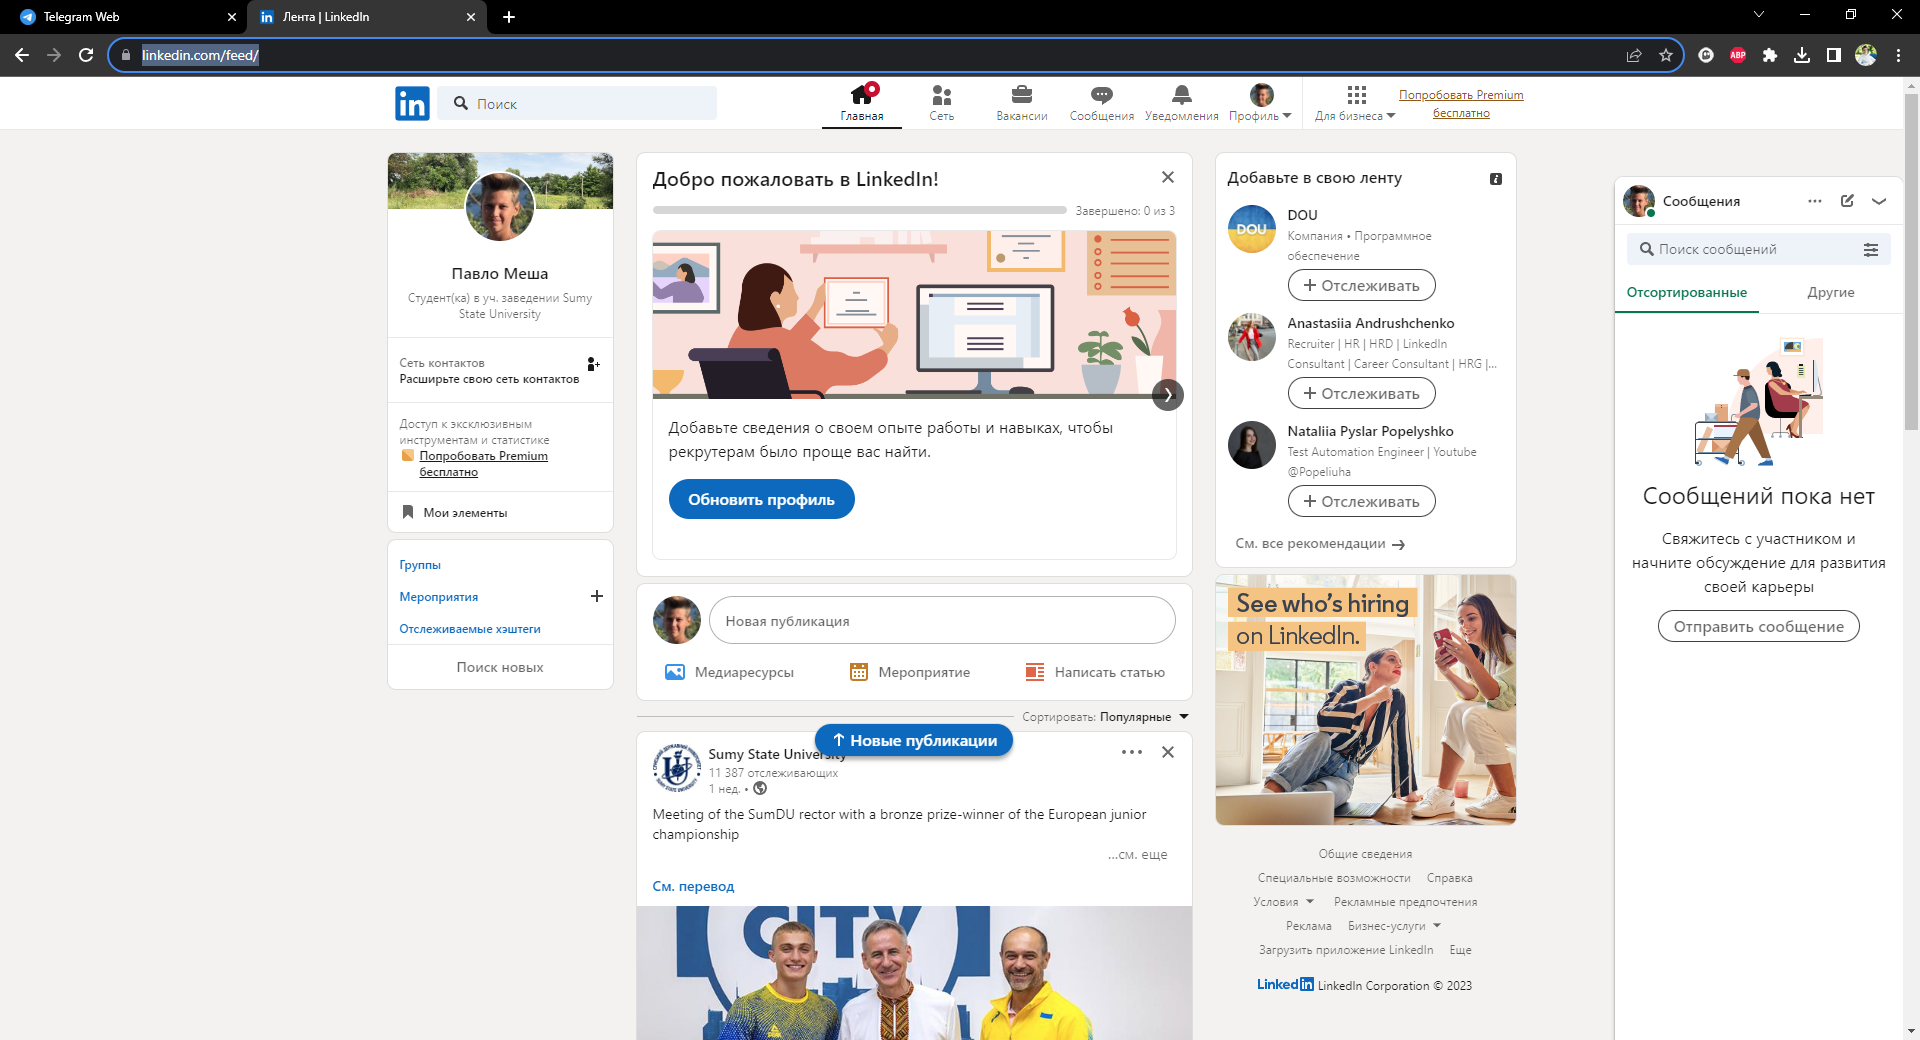 Telegram Web
Лента | LinkedIn
linkedin.com/feed/
ABP
in
Поиск
Главная
Сеть
Вакансии
Сообщения
Уведомления
Профиль
Для бизнеса
Попробовать Premium
бесплатно
Павло Меша
Студент(ка) в уч. заведении Sumy
State University
Сеть контактов
Расширьте свою сеть контактов
Доступ к эксклюзивным
инструментам и статистике
Попробовать Premium
бесплатно
Мои элементы
Группы
Мероприятия
Отслеживаемые хэштеги
Поиск новых
Добро пожаловать в LinkedIn!
Завершено: 0 из 3
Добавьте сведения о своем опыте работы и навыках, чтобы
рекрутерам было проще вас найти.
Обновить профиль
Новая публикация
Медиаресурсы
Мероприятие
Написать статью
Сортировать: Популярные
↑ Новые публикации
Sumy State University
11 387 отслеживающих
1 нед. •
Meeting of the SumDU rector with a bronze prize-winner of the European junior
championship
…см. еще
См. перевод
CITY
Добавьте в свою ленту
DOU
DOU
Компания • Программное
обеспечение
+ Отслеживать
Anastasiia Andrushchenko
Recruiter | HR | HRD | LinkedIn
Consultant | Career Consultant | HRG |...
+ Отслеживать
Nataliia Pyslar Popelyshko
Test Automation Engineer | Youtube
@Popeliuha
+ Отслеживать
См. все рекомендации →
See who's hiring
on LinkedIn.
Общие сведения
Специальные возможности Справка
Условия Рекламные предпочтения
Реклама Бизнес-услуги
Загрузить приложение LinkedIn Еще
LinkedIn LinkedIn Corporation © 2023
Сообщения
Поиск сообщений
Отсортированные
Другие
Сообщений пока нет
Свяжитесь с участником и
начните обсуждение для развития
своей карьеры
Отправить сообщение